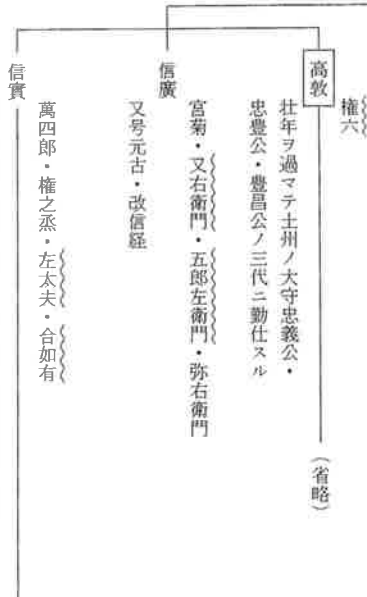 権六
高敦
壮年ヲ過マテ土州ノ大守忠義公・
忠豊公・豊昌公ノ三代ニ勤仕スル
(省略)
信廣
宮菊・又右衛門・五郎左衛門・弥右衛門
又号元古・改信経
信實
萬四郎・権之丞・左太夫・合如有